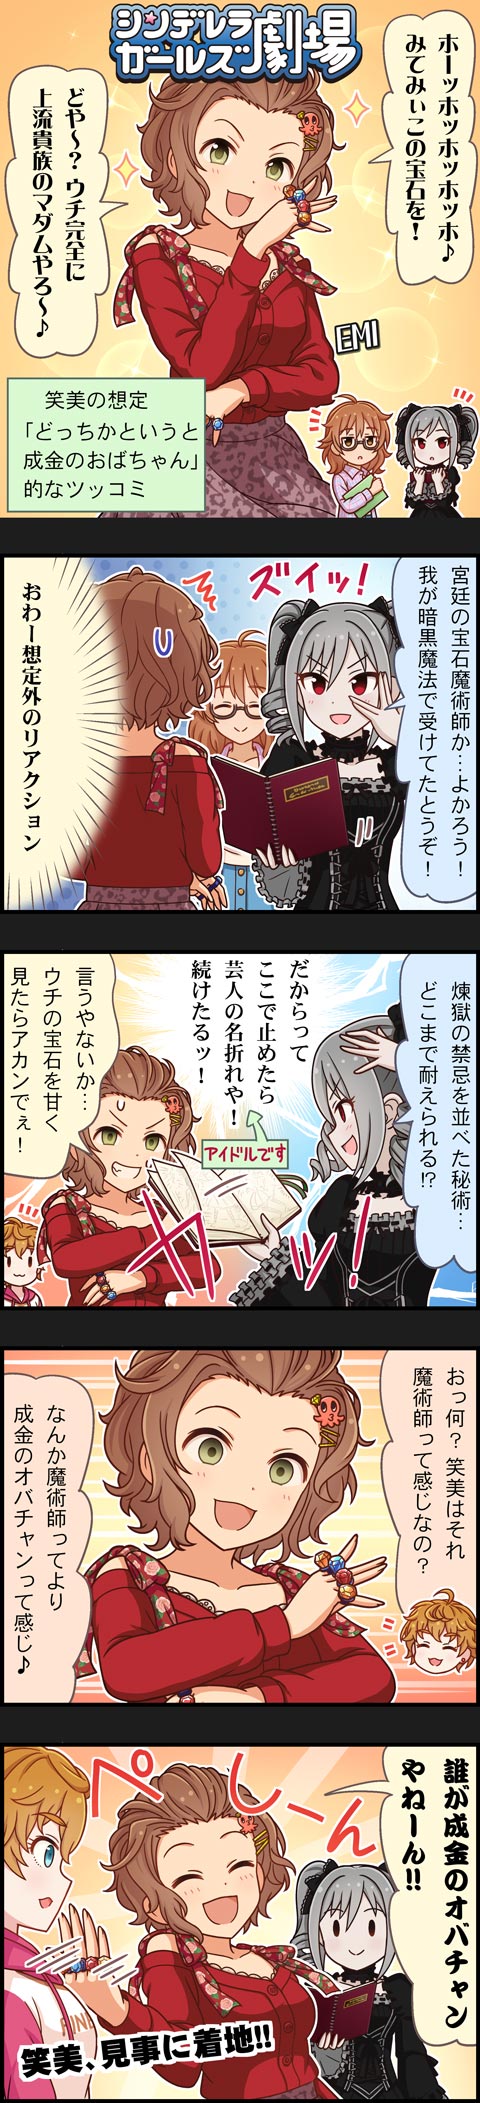 シンデレラ
ガールズ劇場
ホーッホッホッホッホ♪
みてみぃこの宝石を!
どや〜?ウチ完全に
上流貴族のマダムやろ〜♪
EMI
笑美の想定
「どっちかというと
成金のおばちゃん」
的なツッコミ
宮廷の宝石魔術師か…よかろう!
我が暗黒魔法で受けてたとうぞ!
ズイッ!
おわー想定外のリアクション
煉獄の禁忌を並べた秘術…
どこまで耐えられる!?
だからって
ここで止めたら
芸人の名折れや!
続けたるッ!
アイドルです
言うやないか…
ウチの宝石を甘く
見たらアカンでぇ!
カッ!
おっ何?笑美はそれ
魔術師って感じなの?
なんか魔術師ってより
成金のオバチャンって感じ♪
誰が成金のオバチャン
やねーん!!
ぺしーん
笑美、見事に着地!!